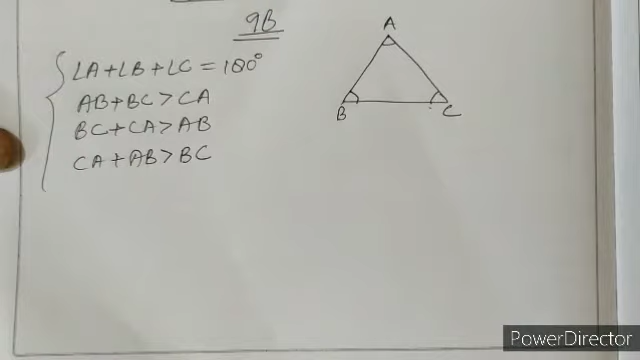 9B
∠A+∠B+∠C = 180°
AB+BC > CA
BC+CA > AB
CA+AB > BC
A
B
C
PowerDirector